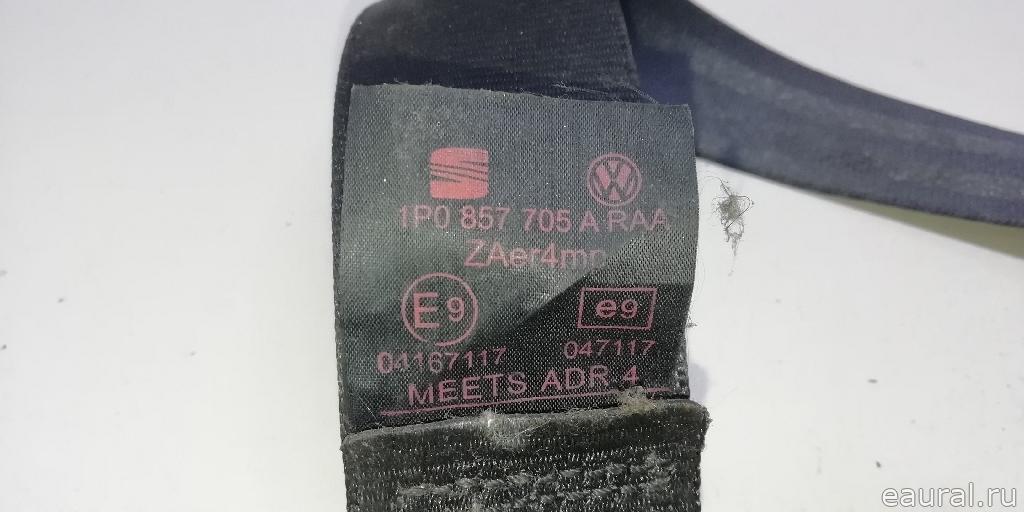 1P0 857 705 A RAA
ZAer4mp
E9 e9
04167117 047117
MEETS ADR 4
eaural.ru